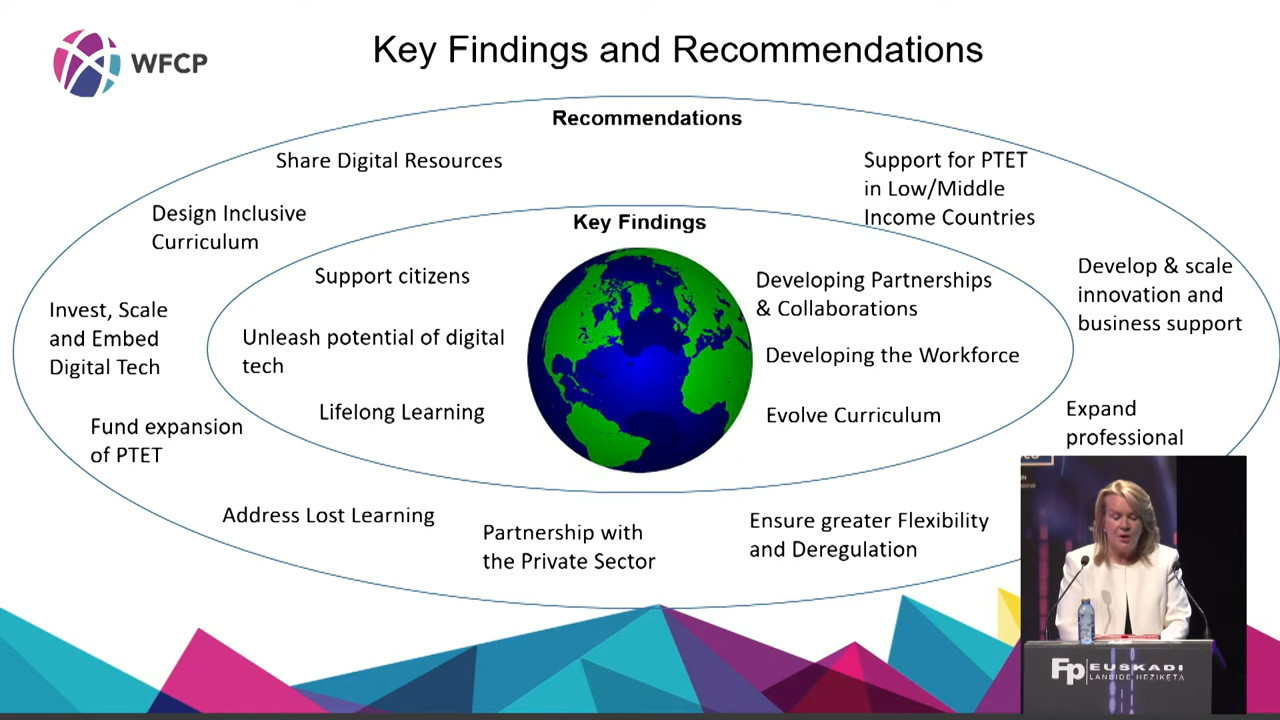 WFCP
Key Findings and Recommendations
Recommendations
Share Digital Resources
Support for PTET
in Low/Middle
Income Countries
Design Inclusive
Curriculum
Key Findings
Support citizens
Developing Partnerships
& Collaborations
Develop & scale
innovation and
business support
Invest, Scale
and Embed
Digital Tech
Unleash potential of digital
tech
Developing the Workforce
Lifelong Learning
Evolve Curriculum
Fund expansion
of PTET
Expand
professional
Address Lost Learning
Partnership with
the Private Sector
Ensure greater Flexibility
and Deregulation
Fp EUSKADI
LANBIDE HEZIKETA